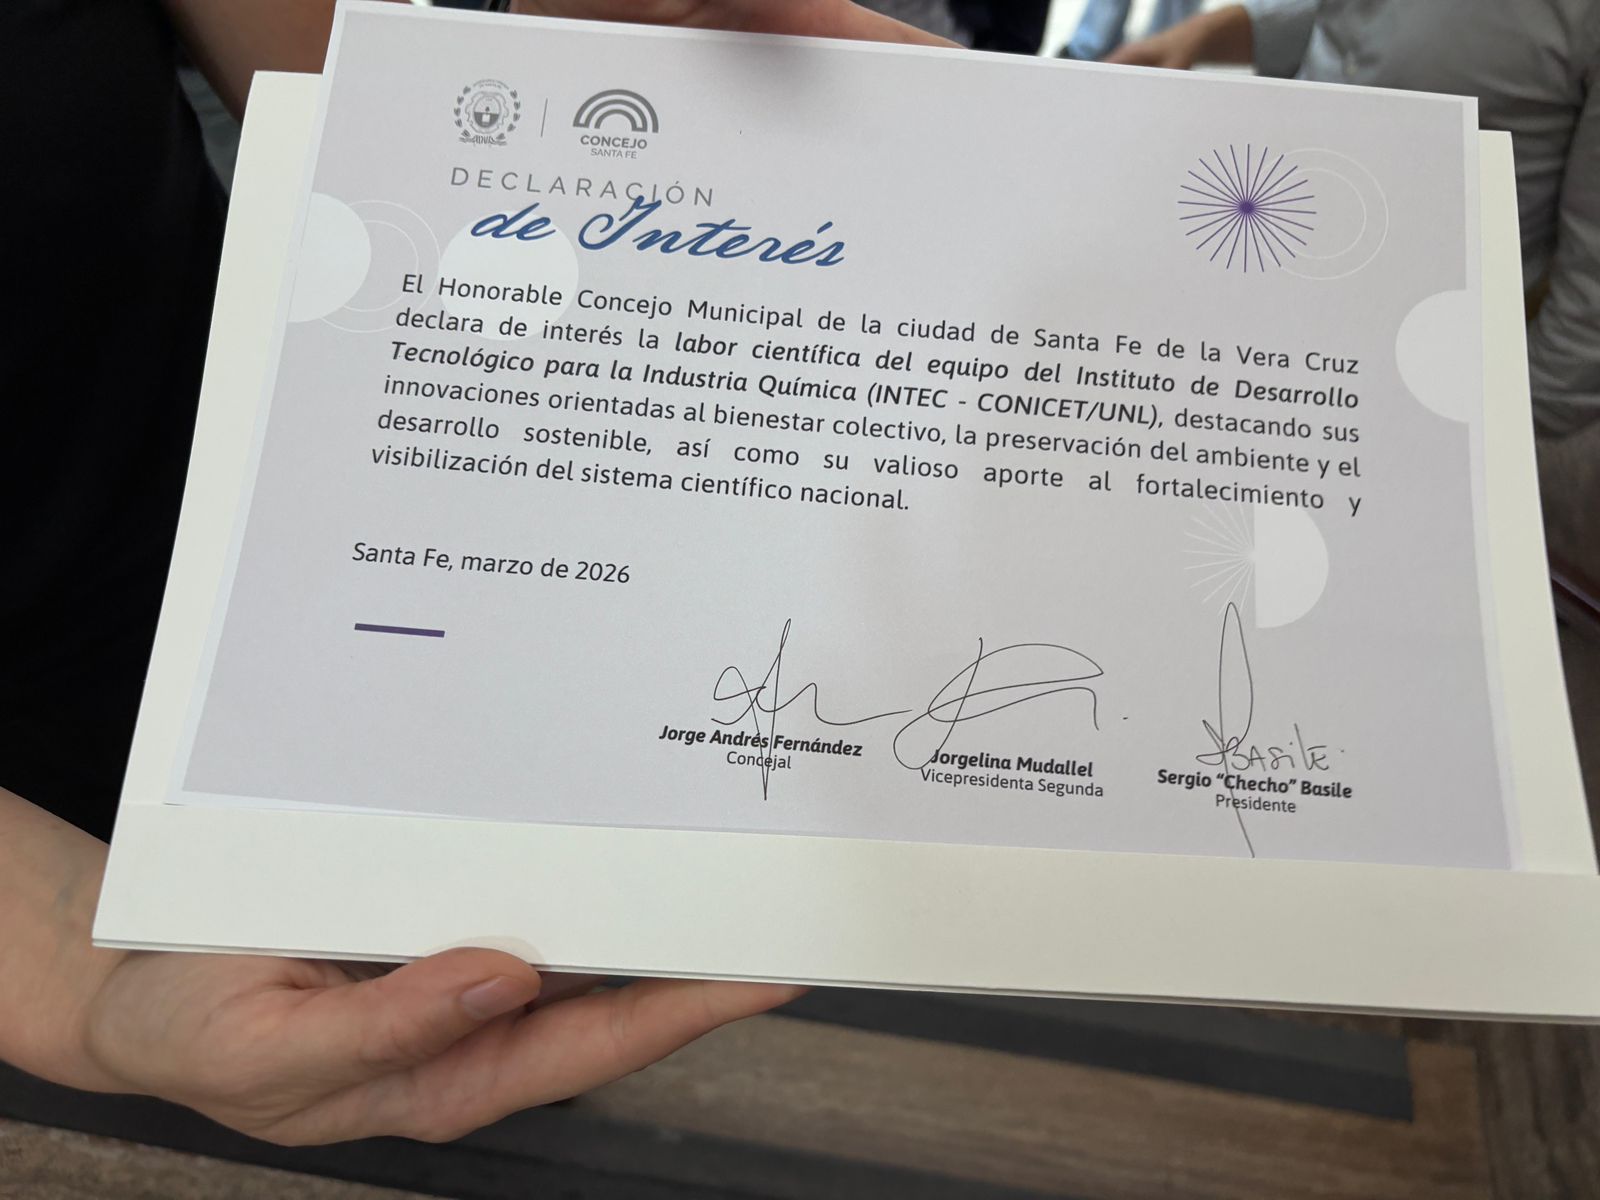 CONCEJO
SANTA FE
DECLARACIÓN
de Interés
El Honorable Concejo Municipal de la ciudad de Santa Fe de la Vera Cruz
declara de interés la labor científica del equipo del Instituto de Desarrollo
Tecnológico para la Industria Química (INTEC - CONICET/UNL), destacando sus
innovaciones orientadas al bienestar colectivo, la preservación del ambiente y el
desarrollo sostenible, así como su valioso aporte al fortalecimiento y
visibilización del sistema científico nacional.
Santa Fe, marzo de 2026
BASILE
Jorge Andrés Fernández
Concejal
Jorgelina Mudallel
Vicepresidenta Segunda
Sergio “Checho” Basile
Presidente